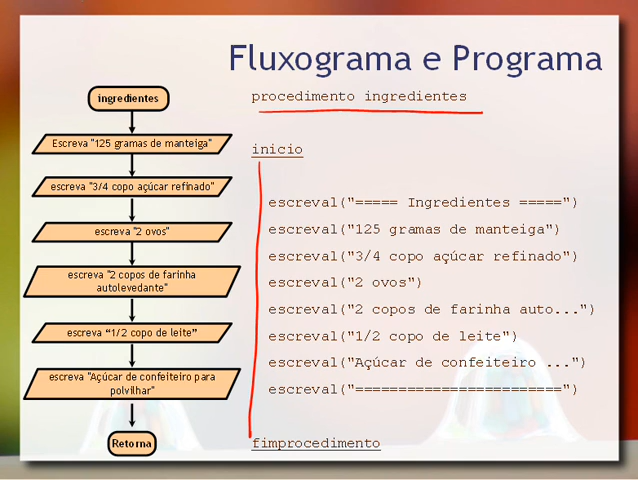 Fluxograma e Programa
ingredientes
Escreva "125 gramas de manteiga"
escreva "3/4 copo açúcar refinado"
escreva "2 ovos"
escreva "2 copos de farinha
autolevedante"
escreva “1/2 copo de leite”
escreva "Açúcar de confeiteiro para
polvilhar"
Retorna
procedimento ingredientes
inicio
escreval("===== Ingredientes =====")
escreval("125 gramas de manteiga")
escreval("3/4 copo açúcar refinado")
escreval("2 ovos")
escreval("2 copos de farinha auto...")
escreval("1/2 copo de leite")
escreval("Açúcar de confeiteiro ...")
escreval("========================")
fimprocedimento